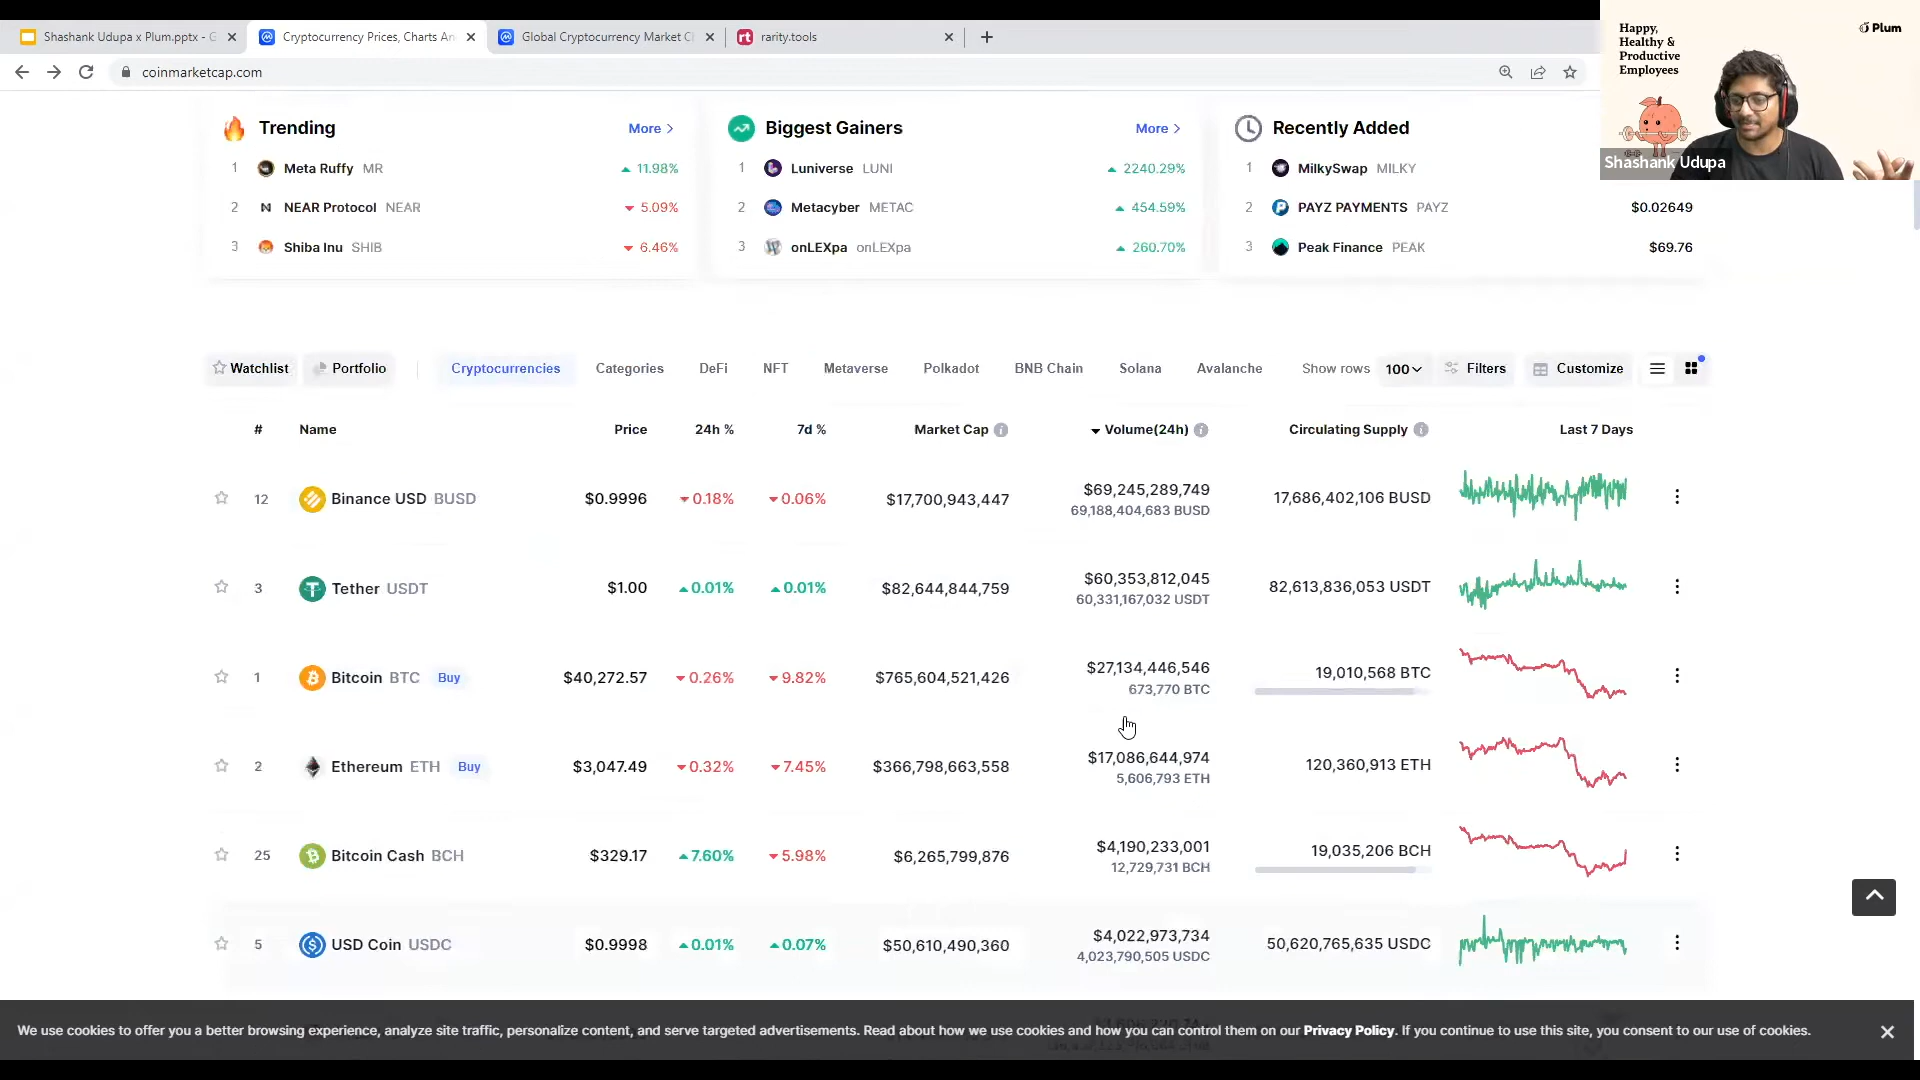 Shashank Udupa x Plum.pptx - G
Cryptocurrency Prices, Charts An
Global Cryptocurrency Market C
rarity.tools
coinmarketcap.com
Happy,
Healthy &
Productive
Employees
Plum
Shashank Udupa
Trending
More >
1 Meta Ruffy MR 11.98%
2 NEAR Protocol NEAR 5.09%
3 Shiba Inu SHIB 6.46%
Biggest Gainers
More >
1 Luniverse LUNI 2240.29%
2 Metacyber METAC 454.59%
3 onLEXpa onLEXpa 260.70%
Recently Added
1 MilkySwap MILKY
2 PAYZ PAYMENTS PAYZ $0.02649
3 Peak Finance PEAK $69.76
Watchlist Portfolio Cryptocurrencies Categories DeFi NFT Metaverse Polkadot BNB Chain Solana Avalanche Show rows 100 Filters Customize
# Name Price 24h % 7d % Market Cap Volume(24h) Circulating Supply Last 7 Days
12 Binance USD BUSD $0.9996 0.18% 0.06% $17,700,943,447 $69,245,289,749 17,686,402,106 BUSD
69,188,404,683 BUSD
3 Tether USDT $1.00 0.01% 0.01% $82,644,844,759 $60,353,812,045 82,613,836,053 USDT
60,331,167,032 USDT
1 Bitcoin BTC Buy $40,272.57 0.26% 9.82% $765,604,521,426 $27,134,446,546 19,010,568 BTC
673,770 BTC
2 Ethereum ETH Buy $3,047.49 0.32% 7.45% $366,798,663,558 $17,086,644,974 120,360,913 ETH
5,606,793 ETH
25 Bitcoin Cash BCH $329.17 7.60% 5.98% $6,265,799,876 $4,190,233,001 19,035,206 BCH
12,729,731 BCH
5 USD Coin USDC $0.9998 0.01% 0.07% $50,610,490,360 $4,022,973,734 50,620,765,635 USDC
4,023,790,505 USDC
We use cookies to offer you a better browsing experience, analyze site traffic, personalize content, and serve targeted advertisements. Read about how we use cookies and how you can control them on our Privacy Policy. If you continue to use this site, you consent to our use of cookies.